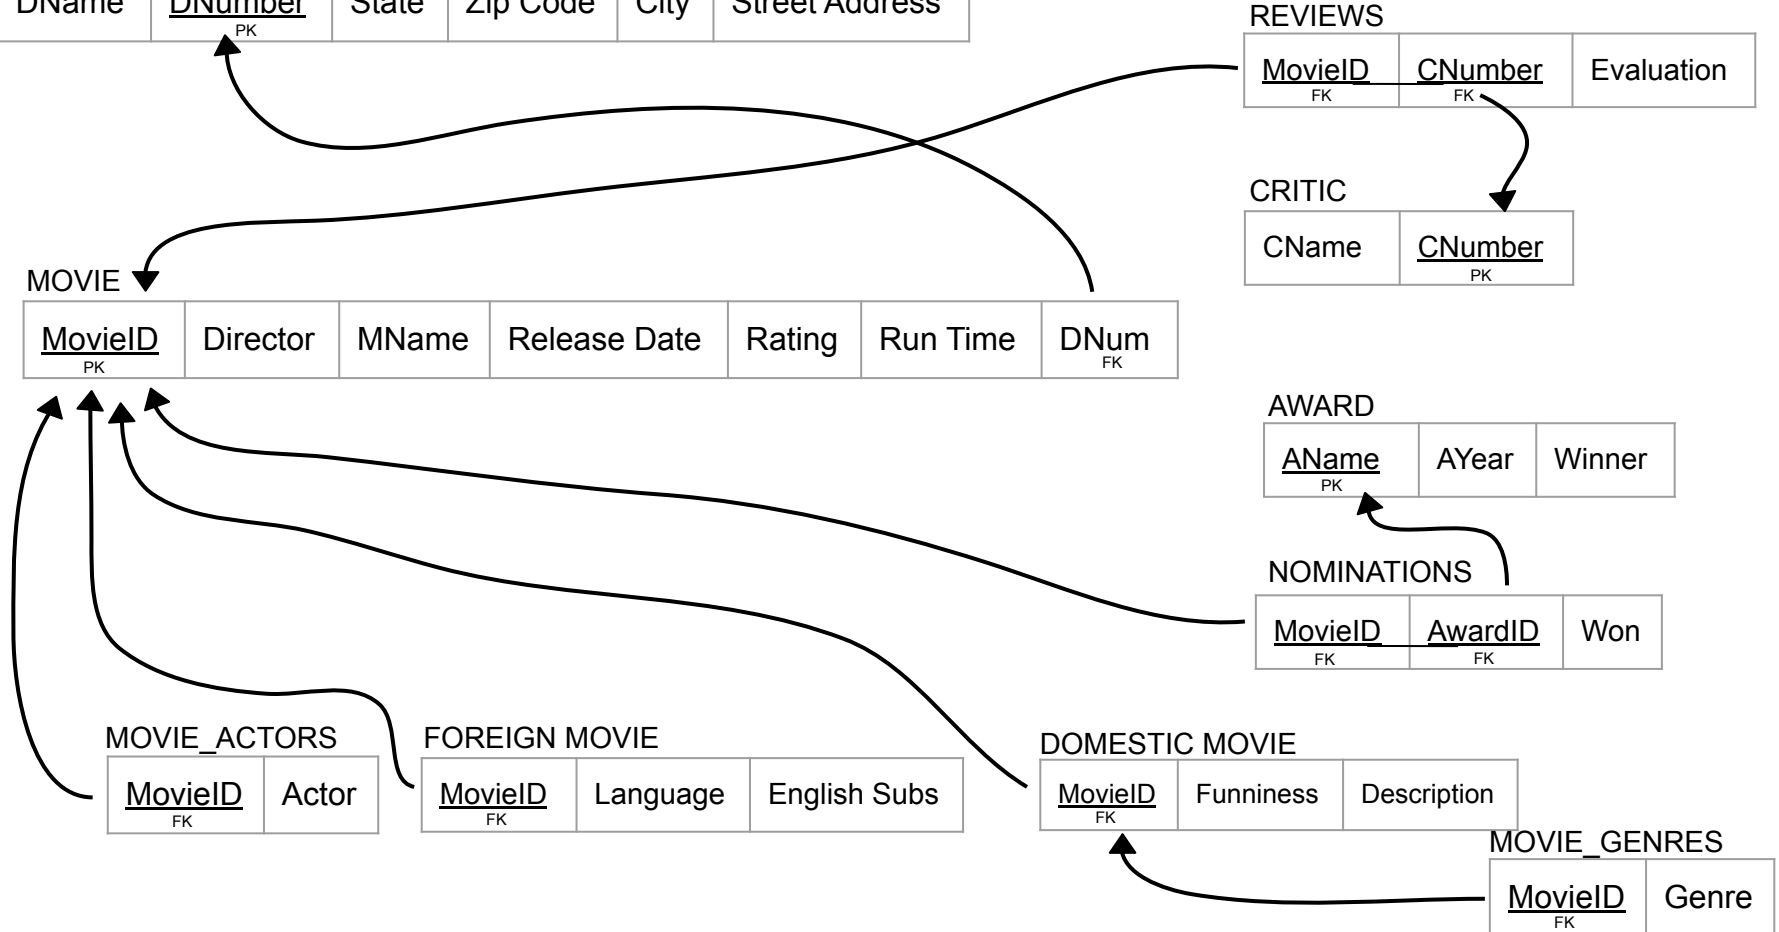 DName DNumber State Zip Code City Street Address
PK
REVIEWS
MovieID CNumber Evaluation
FK FK
CRITIC
CName CNumber
PK
MOVIE
MovieID Director MName Release Date Rating Run Time DNum
PK FK
AWARD
AName AYear Winner
PK
NOMINATIONS
MovieID AwardID Won
FK FK
MOVIE_ACTORS
MovieID Actor
FK
FOREIGN MOVIE
MovieID Language English Subs
FK
DOMESTIC MOVIE
MovieID Funniness Description
FK
MOVIE_GENRES
MovieID Genre
FK